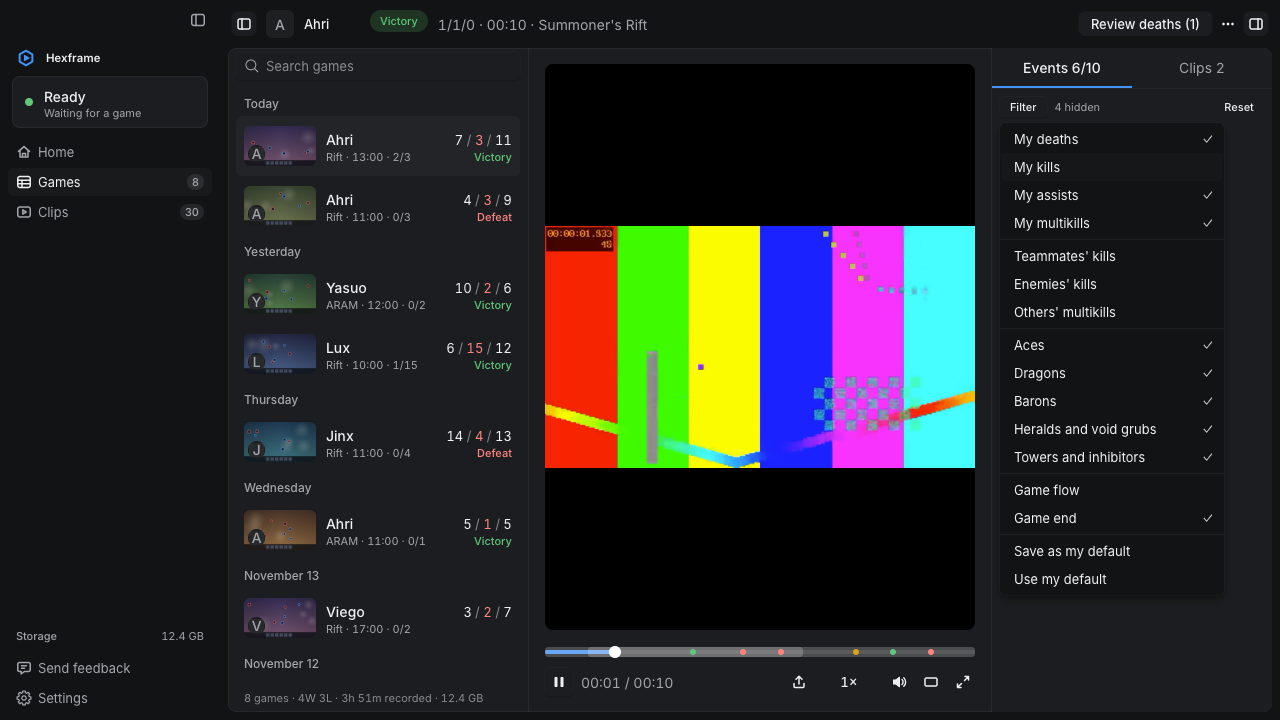 Hexframe
Ready
Waiting for a game
Home
Games 8
Clips 30
Storage 12.4 GB
Send feedback
Settings
A Ahri Victory 1/1/0 · 00:10 · Summoner's Rift
Review deaths (1)
Search games
Today
A Ahri 7 / 3 / 11
Rift · 13:00 · 2/3 Victory
A Ahri 4 / 3 / 9
Rift · 11:00 · 0/3 Defeat
Yesterday
Y Yasuo 10 / 2 / 6
ARAM · 12:00 · 0/2 Victory
L Lux 6 / 15 / 12
Rift · 10:00 · 1/15 Victory
Thursday
J Jinx 14 / 4 / 13
Rift · 11:00 · 0/4 Defeat
Wednesday
A Ahri 5 / 1 / 5
ARAM · 11:00 · 0/1 Victory
November 13
V Viego 3 / 2 / 7
Rift · 17:00 · 0/2
November 12
8 games · 4W 3L · 3h 51m recorded · 12.4 GB
00:00:01.933
00:01 / 00:10
1×
Events 6/10
Clips 2
Filter 4 hidden Reset
My deaths
My kills
My assists
My multikills
Teammates' kills
Enemies' kills
Others' multikills
Aces
Dragons
Barons
Heralds and void grubs
Towers and inhibitors
Game flow
Game end
Save as my default
Use my default